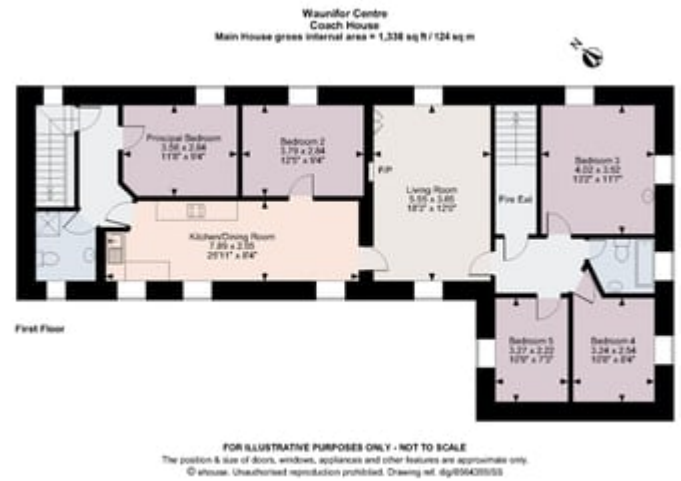 Waunifor Centre
Coach House
Main House gross internal area = 1,338 sq ft / 124 sq m
N
Principal Bedroom
3.58 x 2.84
11'9" x 9'4"
Bedroom 2
3.79 x 2.84
12'5" x 9'4"
F/P
Living Room
5.55 x 3.65
18'2" x 12'0"
Fire Exit
Bedroom 3
4.02 x 3.52
13'2" x 11'7"
Kitchen/Dining Room
7.89 x 2.55
25'11" x 8'4"
First Floor
Bedroom 5
3.27 x 2.22
10'9" x 7'3"
Bedroom 4
3.24 x 2.54
10'8" x 8'4"
FOR ILLUSTRATIVE PURPOSES ONLY - NOT TO SCALE
The position & size of doors, windows, appliances and other features are approximate only.
© ehouse. Unauthorised reproduction prohibited. Drawing ref. dig/